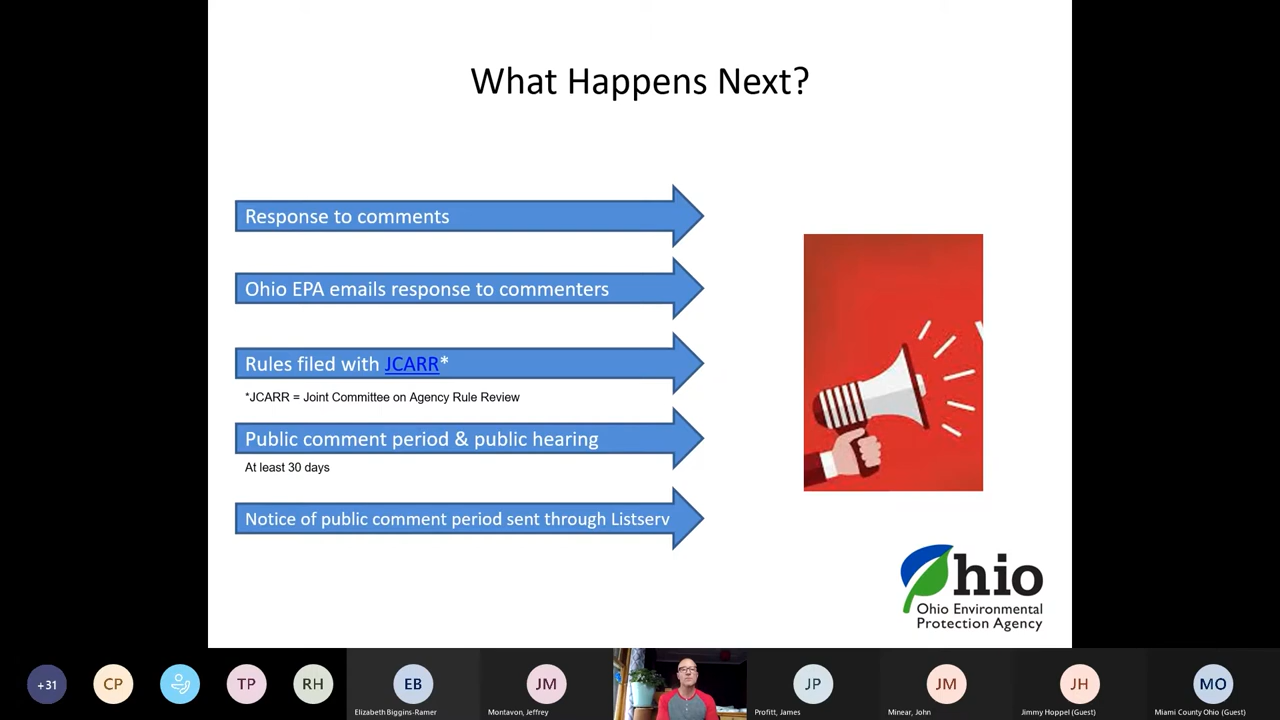 What Happens Next?
Response to comments
Ohio EPA emails response to commenters
Rules filed with JCARR*
*JCARR = Joint Committee on Agency Rule Review
Public comment period & public hearing
At least 30 days
Notice of public comment period sent through Listserv
Ohio
Ohio Environmental
Protection Agency
+31
CP
TP
RH
EB
JM
JP
JM
JH
MO
Elizabeth Biggins-Ramer
Montavon, Jeffrey
Profitt, James
Minear, John
Jimmy Hoppel (Guest)
Miami County Ohio (Guest)